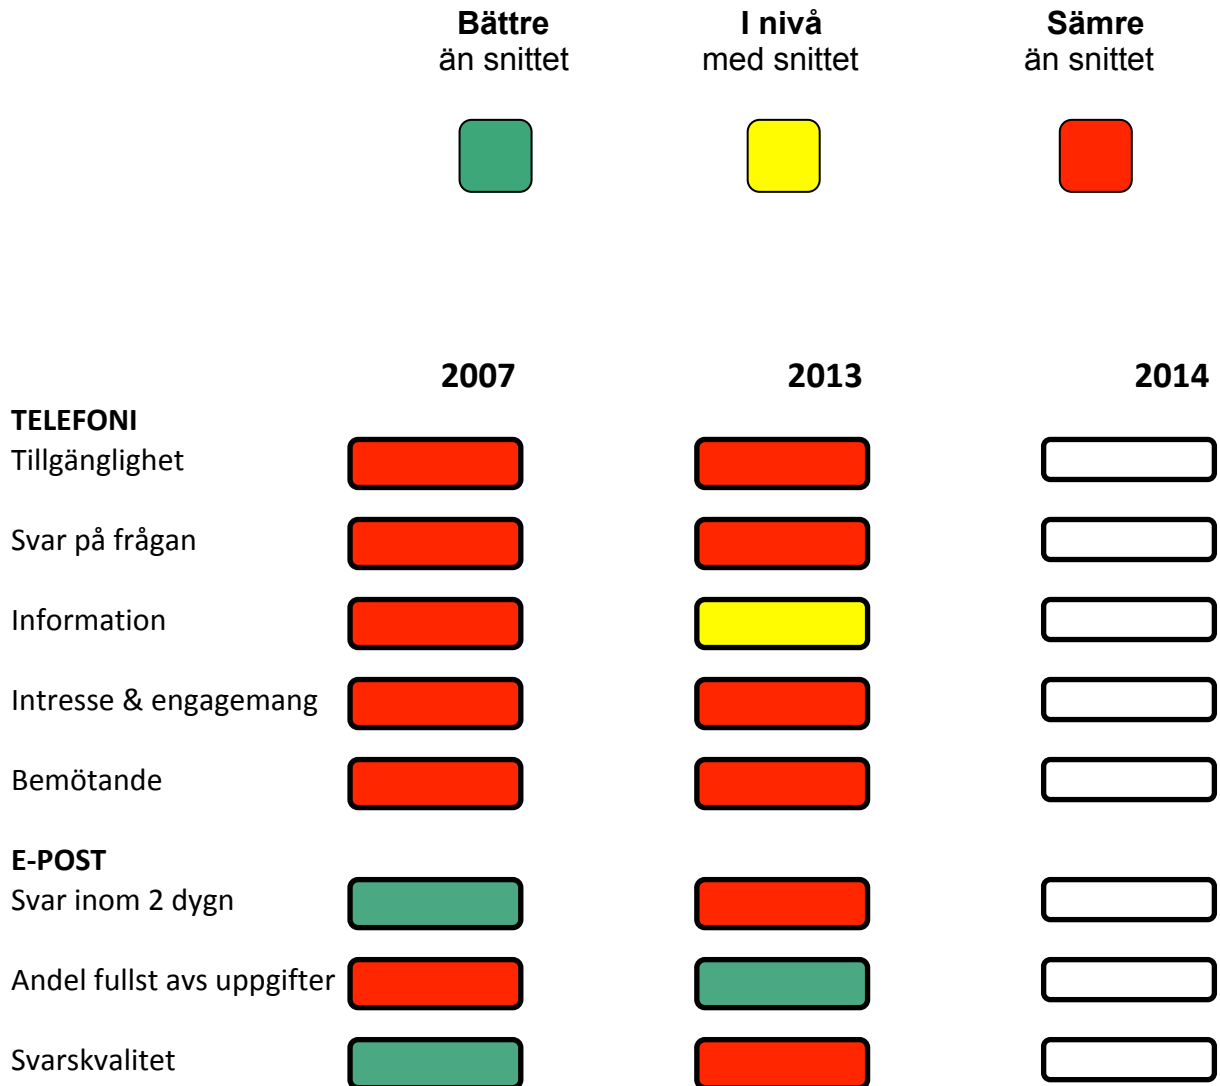 Bättre
än snittet
I nivå
med snittet
Sämre
än snittet
2007 2013 2014
TELEFONI
Tillgänglighet
Svar på frågan
Information
Intresse & engagemang
Bemötande
E-POST
Svar inom 2 dygn
Andel fullst avs uppgifter
Svarskvalitet